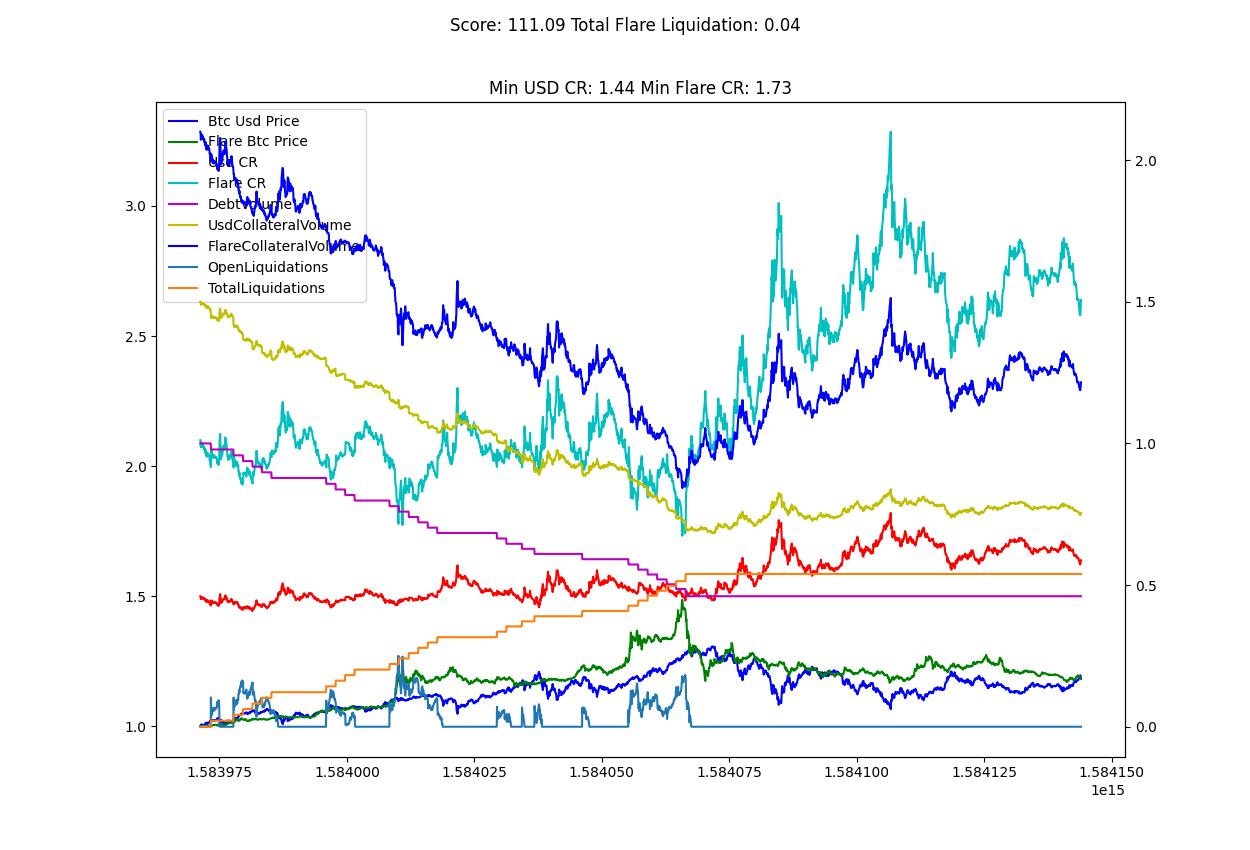 Score: 111.09 Total Flare Liquidation: 0.04
Min USD CR: 1.44 Min Flare CR: 1.73
Btc Usd Price
Flare Btc Price
Usd CR
Flare CR
DebtVolume
UsdCollateralVolume
FlareCollateralVolume
OpenLiquidations
TotalLiquidations
3.0
2.5
2.0
1.5
1.0
2.0
1.5
1.0
0.5
0.0
1.583975
1.584000
1.584025
1.584050
1.584075
1.584100
1.584125
1.584150
1e15